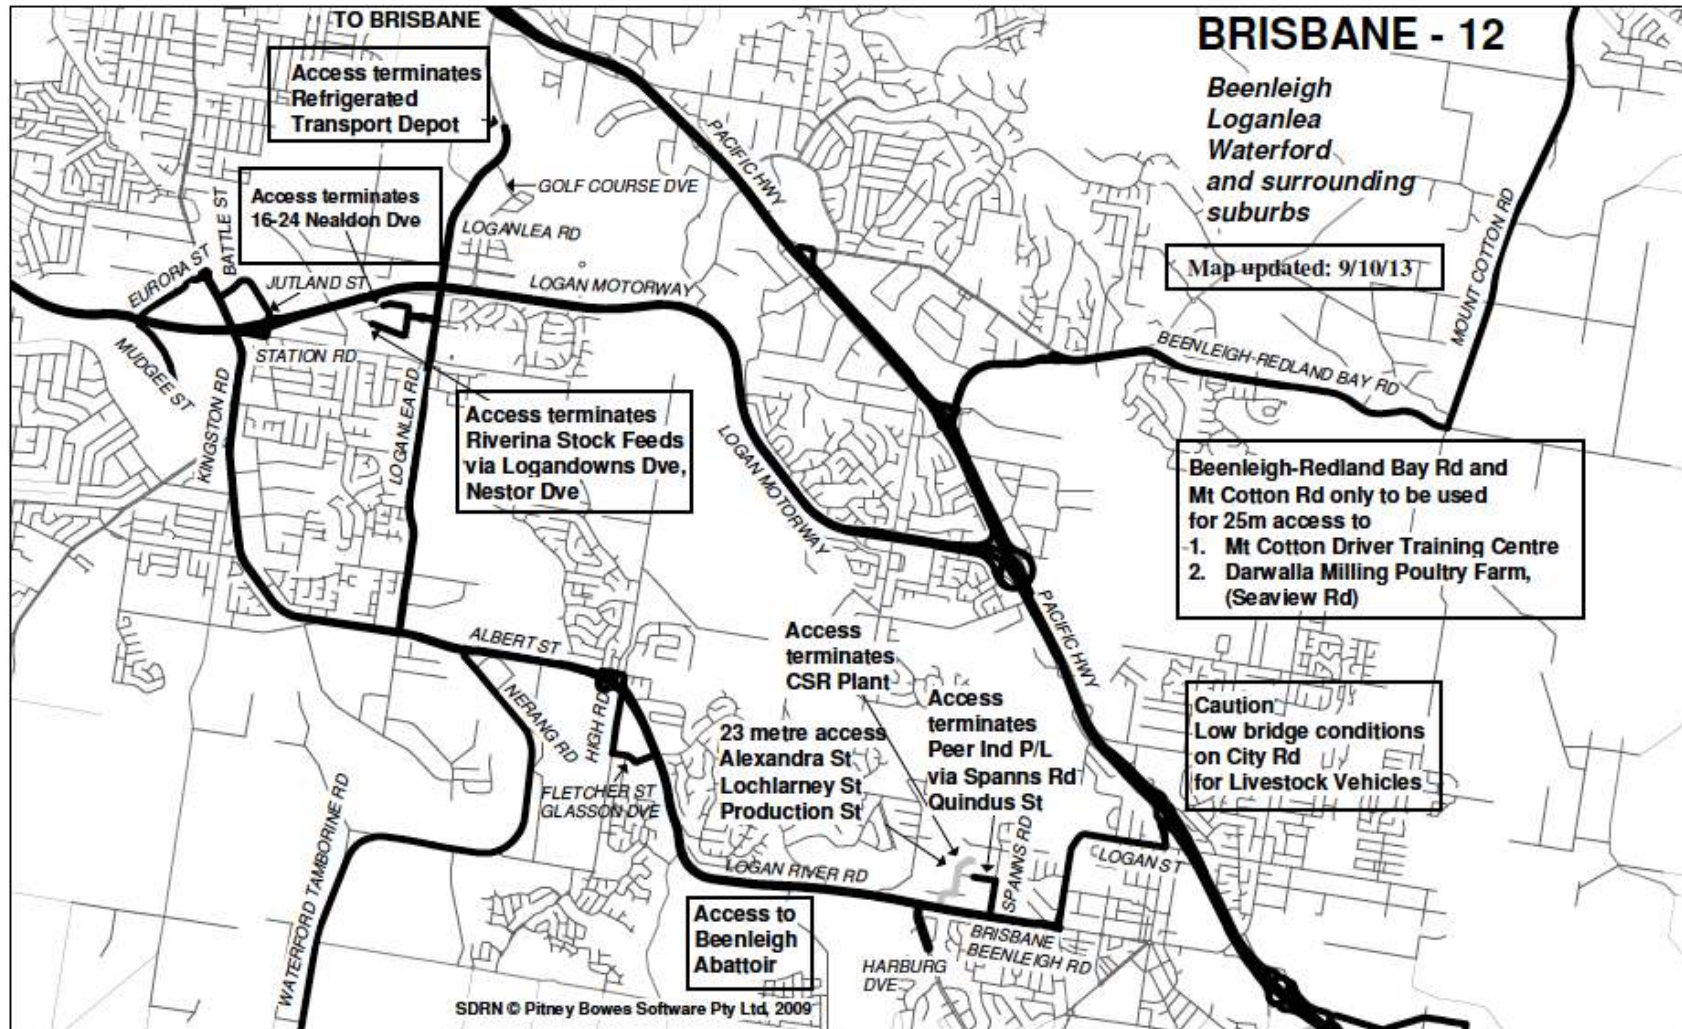 TO BRISBANE
BRISBANE - 12
Beenleigh
Loganlea
Waterford
and surrounding
suburbs
Map updated: 9/10/13
Access terminates
Refrigerated
Transport Depot
Access terminates
16-24 Nealdon Dve
GOLF COURSE DVE
LOGANLEA RD
PACIFIC HWY
BATTLE ST
EURORA ST
JUTLAND ST
LOGAN MOTORWAY
MOUNT COTTON RD
BEENLEIGH-REDLAND BAY RD
MUDGEE ST
STATION RD
KINGSTON RD
LOGANLEA RD
Access terminates
Riverina Stock Feeds
via Logandowns Dve,
Nestor Dve
LOGAN MOTORWAY
Beenleigh-Redland Bay Rd and
Mt Cotton Rd only to be used
for 25m access to
1. Mt Cotton Driver Training Centre
2. Darwalla Milling Poultry Farm,
(Seaview Rd)
PACIFIC HWY
ALBERT ST
NERANG RD
HIGH RD
FLETCHER ST
GLASSON DVE
Access
terminates
CSR Plant
23 metre access
Alexandra St
Lochlarney St
Production St
Access
terminates
Peer Ind P/L
via Spanns Rd
Quindus St
Caution
Low bridge conditions
on City Rd
for Livestock Vehicles
WATERFORD TAMBORINE RD
LOGAN RIVER RD
SPANNS RD
LOGAN ST
Access to
Beenleigh
Abattoir
HARBURG
DVE
BRISBANE
BEENLEIGH RD
SDRN © Pitney Bowes Software Pty Ltd, 2009